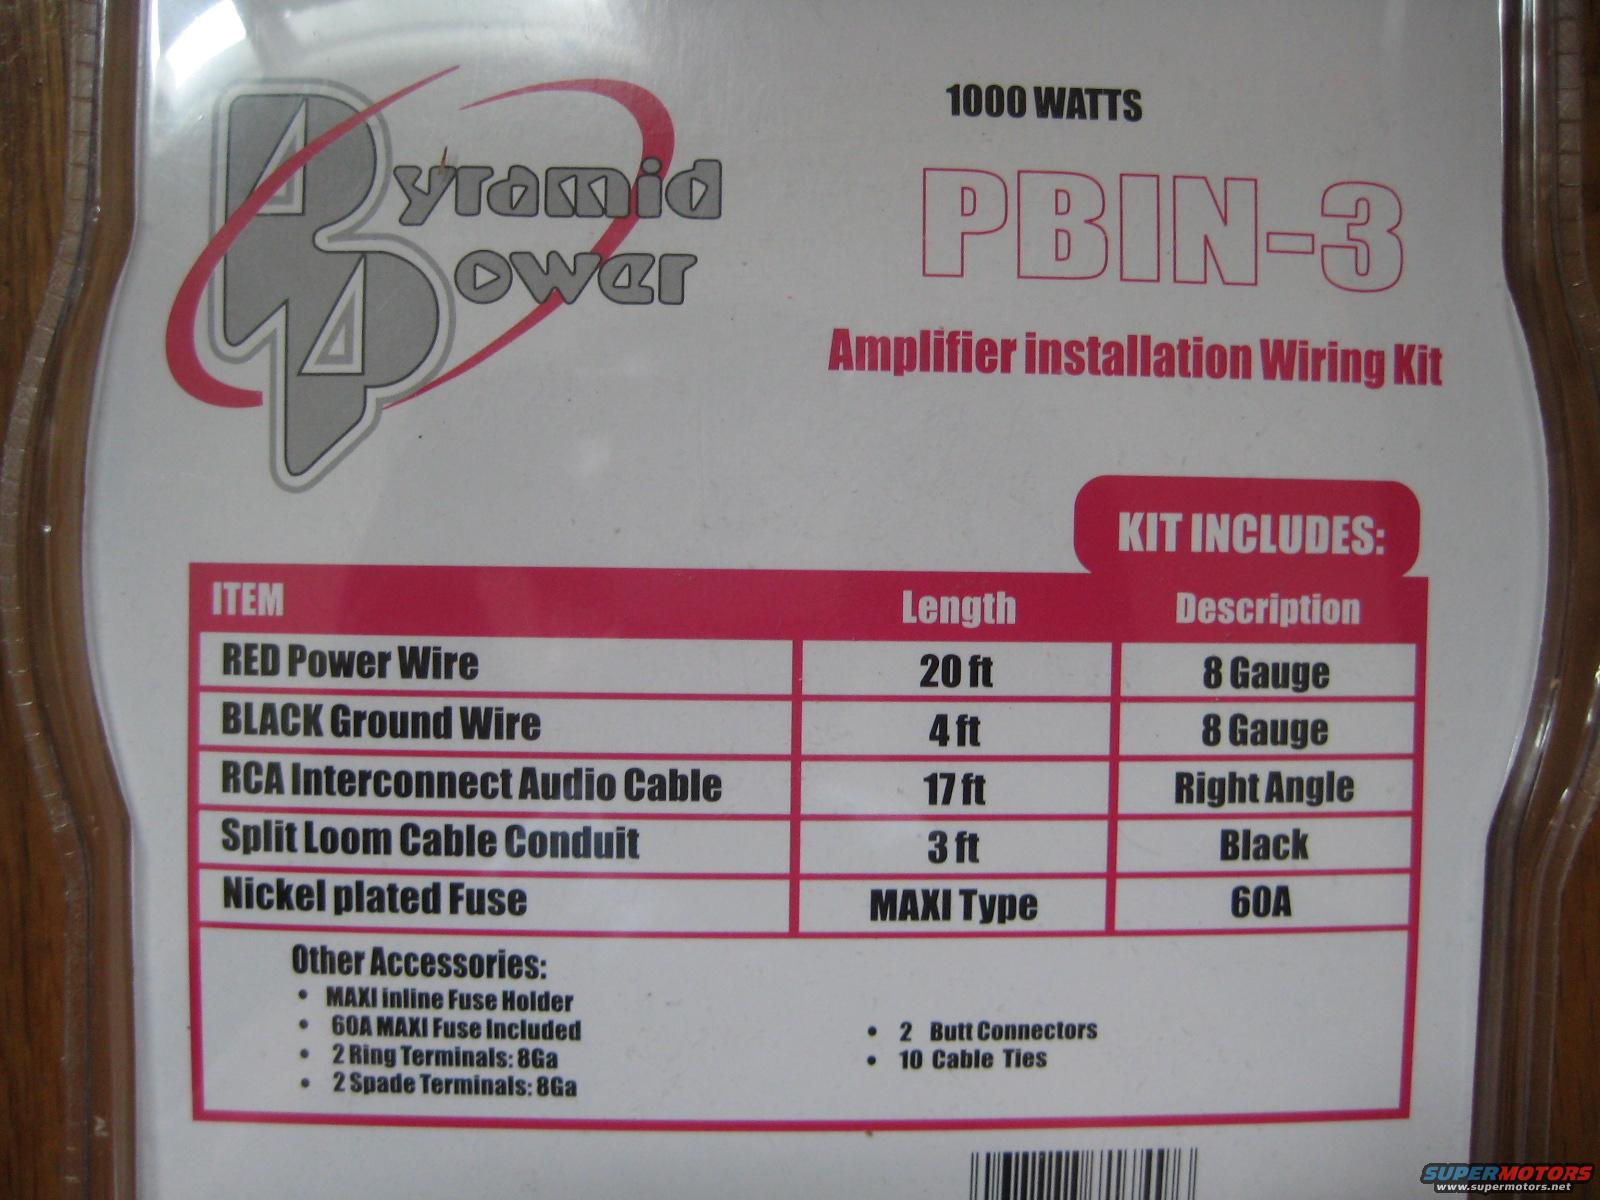 Pyramid
Power
1000 WATTS
PBIN-3
Amplifier installation Wiring Kit
KIT INCLUDES:
ITEM Length Description
RED Power Wire 20 ft 8 Gauge
BLACK Ground Wire 4 ft 8 Gauge
RCA Interconnect Audio Cable 17 ft Right Angle
Split Loom Cable Conduit 3 ft Black
Nickel plated Fuse MAXI Type 60A
Other Accessories:
• MAXI inline Fuse Holder
• 60A MAXI Fuse Included
• 2 Ring Terminals: 8Ga
• 2 Spade Terminals: 8Ga
• 2 Butt Connectors
• 10 Cable Ties
SUPERMOTORS
www.supermotors.net